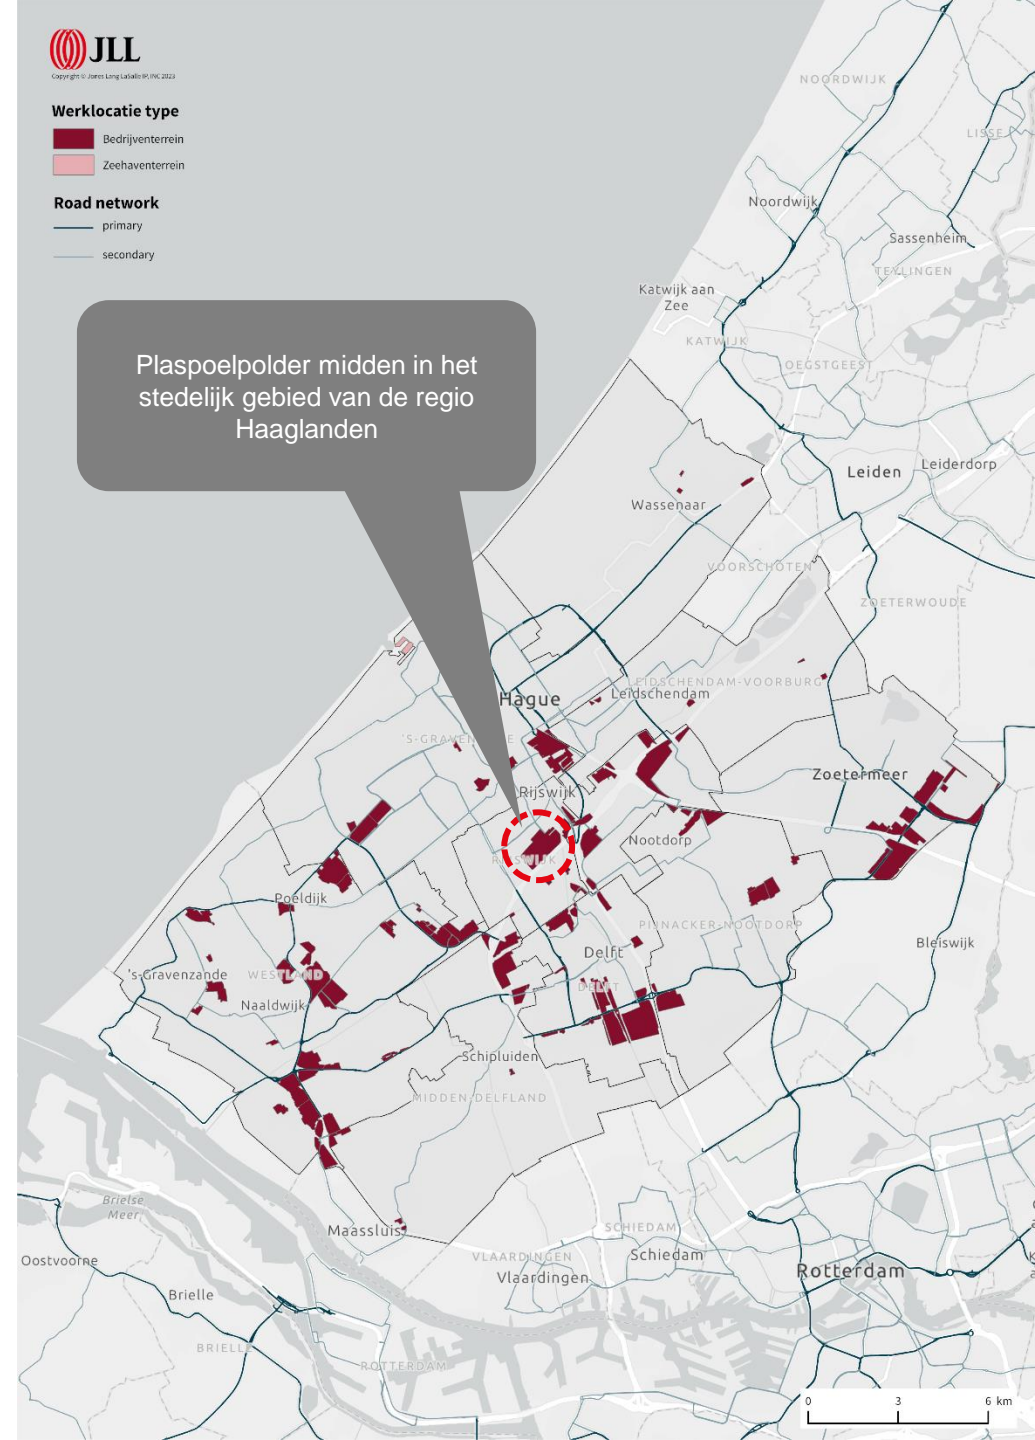 JLL
Copyright © Jones Lang LaSalle IP, INC 2023
Werklocatie type
Bedrijventerrein
Zeehaventerrein
Road network
primary
secondary
Plaspoelpolder midden in het
stedelijk gebied van de regio
Haaglanden
NOORDWIJK
LISSE
Noordwijk
Sassenheim
TEYLINGEN
Katwijk aan
Zee
KATWIJK
OEGSTGEEST
Leiden
Leiderdorp
Wassenaar
VOORSCHOTEN
ZOETERWOUDE
LEIDSCHENDAM-VOORBURG
Leidschendam
Hague
'S-GRAVENHAGE
Zoetermeer
Rijswijk
Nootdorp
RIJSWIJK
Poeldijk
PIJNACKER-NOOTDORP
Bleiswijk
Delft
's-Gravenzande
WESTLAND
DELFT
Naaldwijk
Schipluiden
MIDDEN-DELFLAND
Brielse
Meer
Maassluis
SCHIEDAM
Oostvoorne
VLAARDINGEN
Schiedam
Vlaardingen
Rotterdam
Brielle
BRIELLE
ROTTERDAM
0 3 6 km